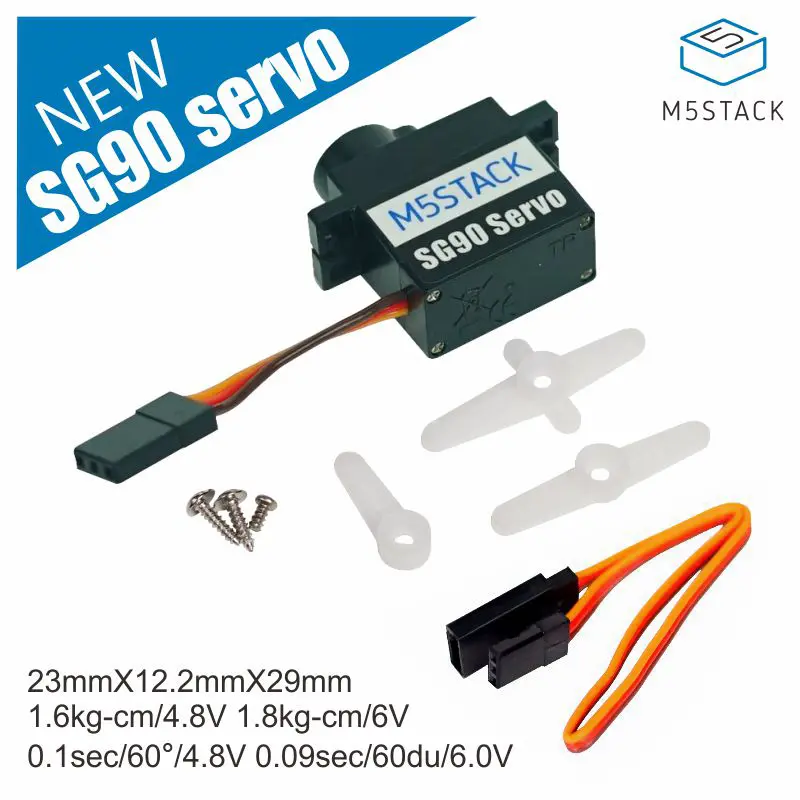 NEW
SG90 servo
M5STACK
M5STACK
SG90 Servo
TP
23mmX12.2mmX29mm
1.6kg-cm/4.8V 1.8kg-cm/6V
0.1sec/60°/4.8V 0.09sec/60du/6.0V